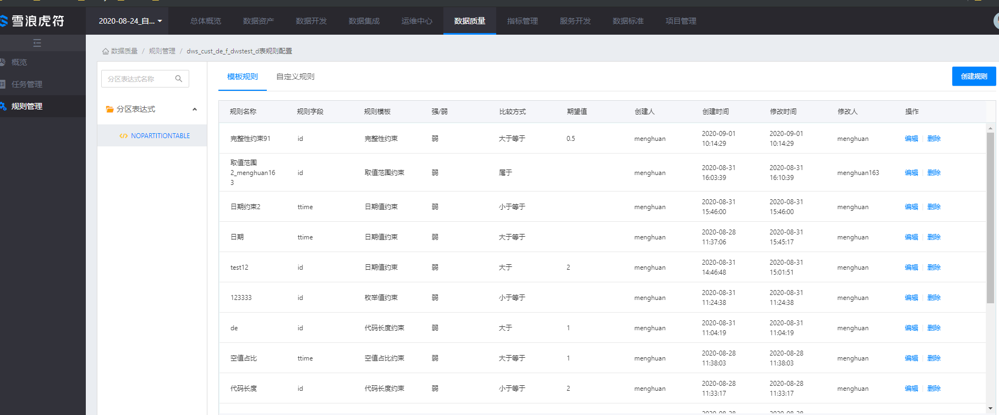 雪浪虎符
2020-08-24_自...
总体概览
数据资产
数据开发
数据集成
运维中心
数据质量
指标管理
服务开发
数据标准
项目管理
概览
任务管理
规则管理
数据质量 / 规则管理 / dws_cust_de_f_dwstest_d表规则配置
分区表达式名称
分区表达式
</> NOPARTITIONTABLE
模板规则
自定义规则
创建规则
规则名称 规则字段 规则模板 强/弱 比较方式 期望值 创建人 创建时间 修改时间 修改人 操作
完整性约束91 id 完整性约束 弱 大于等于 0.5 menghuan 2020-09-01 10:14:29 2020-09-01 10:14:29 menghuan 编辑 删除
取值范围2_menghuan163 id 取值范围约束 弱 属于 menghuan 2020-08-31 16:03:39 2020-08-31 16:10:39 menghuan163 编辑 删除
日期约束2 ttime 日期值约束 弱 小于等于 menghuan 2020-08-31 15:46:00 2020-08-31 15:46:00 menghuan 编辑 删除
日期 ttime 日期值约束 弱 大于等于 menghuan 2020-08-28 11:37:06 2020-08-31 15:45:17 menghuan 编辑 删除
test12 id 日期值约束 弱 大于 2 menghuan 2020-08-31 14:46:48 2020-08-31 15:01:51 menghuan 编辑 删除
123333 id 枚举值约束 弱 小于等于 menghuan 2020-08-31 11:24:38 2020-08-31 11:24:38 menghuan 编辑 删除
de id 代码长度约束 弱 大于 1 menghuan 2020-08-31 11:04:19 2020-08-31 11:04:19 menghuan 编辑 删除
空值占比 ttime 空值占比约束 弱 大于等于 1 menghuan 2020-08-28 11:38:03 2020-08-28 11:38:03 menghuan 编辑 删除
代码长度 id 代码长度约束 弱 小于等于 2 menghuan 2020-08-28 11:33:17 2020-08-28 11:33:17 menghuan 编辑 删除